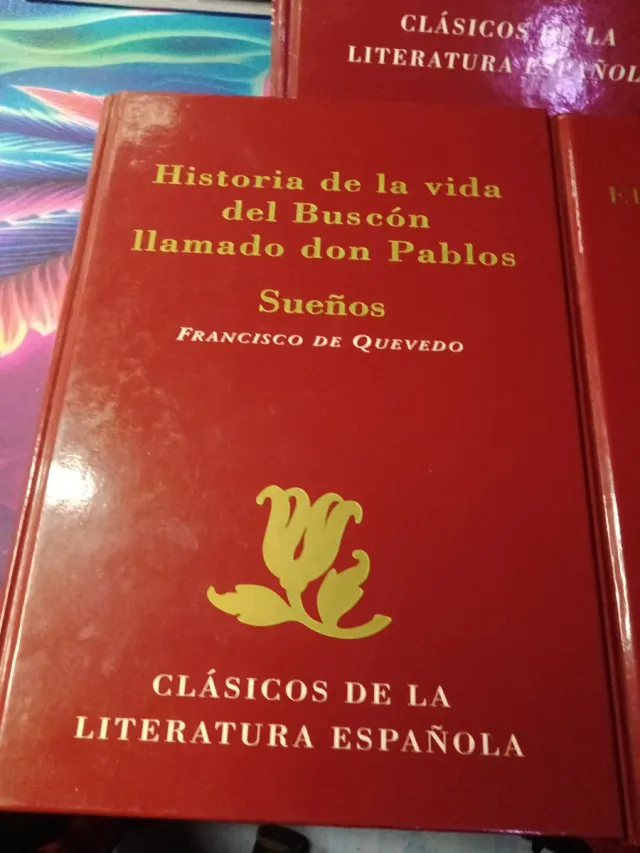 CLÁSICOS DE LA
LITERATURA ESPAÑOL
Historia de la vida
del Buscón
llamado don Pablos
Sueños
FRANCISCO DE QUEVEDO
CLÁSICOS DE LA
LITERATURA ESPAÑOLA